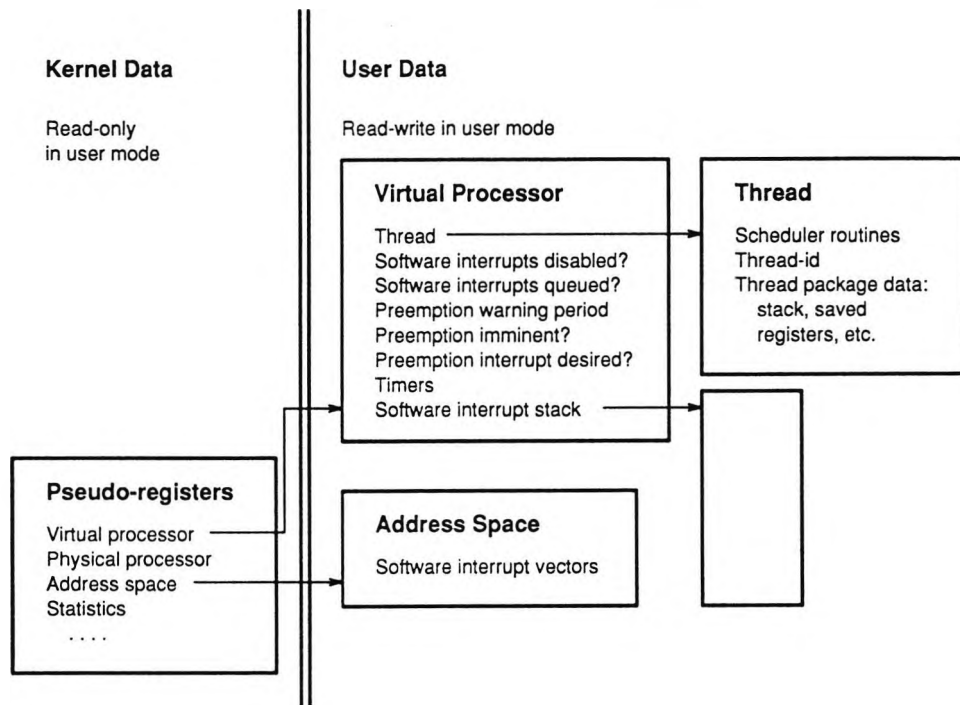 Kernel Data
Read-only
in user mode
User Data
Read-write in user mode
Virtual Processor
Thread
Software interrupts disabled?
Software interrupts queued?
Preemption warning period
Preemption imminent?
Preemption interrupt desired?
Timers
Software interrupt stack
Thread
Scheduler routines
Thread-id
Thread package data:
stack, saved
registers, etc.
Pseudo-registers
Virtual processor
Physical processor
Address space
Statistics
. . . .
Address Space
Software interrupt vectors